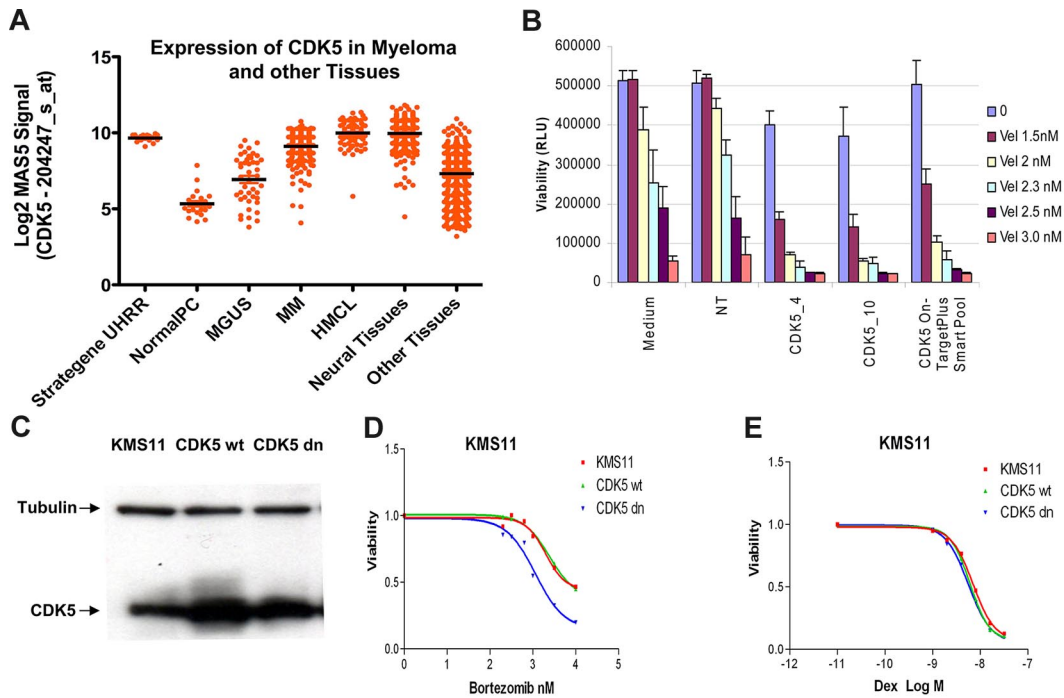 A
Expression of CDK5 in Myeloma
and other Tissues
Log2 MAS5 Signal
(CDK5 - 204247_s_at)
15
10
5
0
Strategene UHRR
NormalPC
MGUS
MM
HMCL
Neural Tissues
Other Tissues
B
Viability (RLU)
600000
500000
400000
300000
200000
100000
0
Medium
NT
CDK5_4
CDK5_10
CDK5 On-
TargetPlus
Smart Pool
0
Vel 1.5nM
Vel 2 nM
Vel 2.3 nM
Vel 2.5 nM
Vel 3.0 nM
C
KMS11 CDK5 wt CDK5 dn
Tubulin
CDK5
D
KMS11
1.5
1.0
0.5
0.0
Viability
KMS11
CDK5 wt
CDK5 dn
0 1 2 3 4 5
Bortezomib nM
E
KMS11
1.5
1.0
0.5
0.0
Viability
KMS11
CDK5 wt
CDK5 dn
-12 -11 -10 -9 -8 -7
Dex Log M